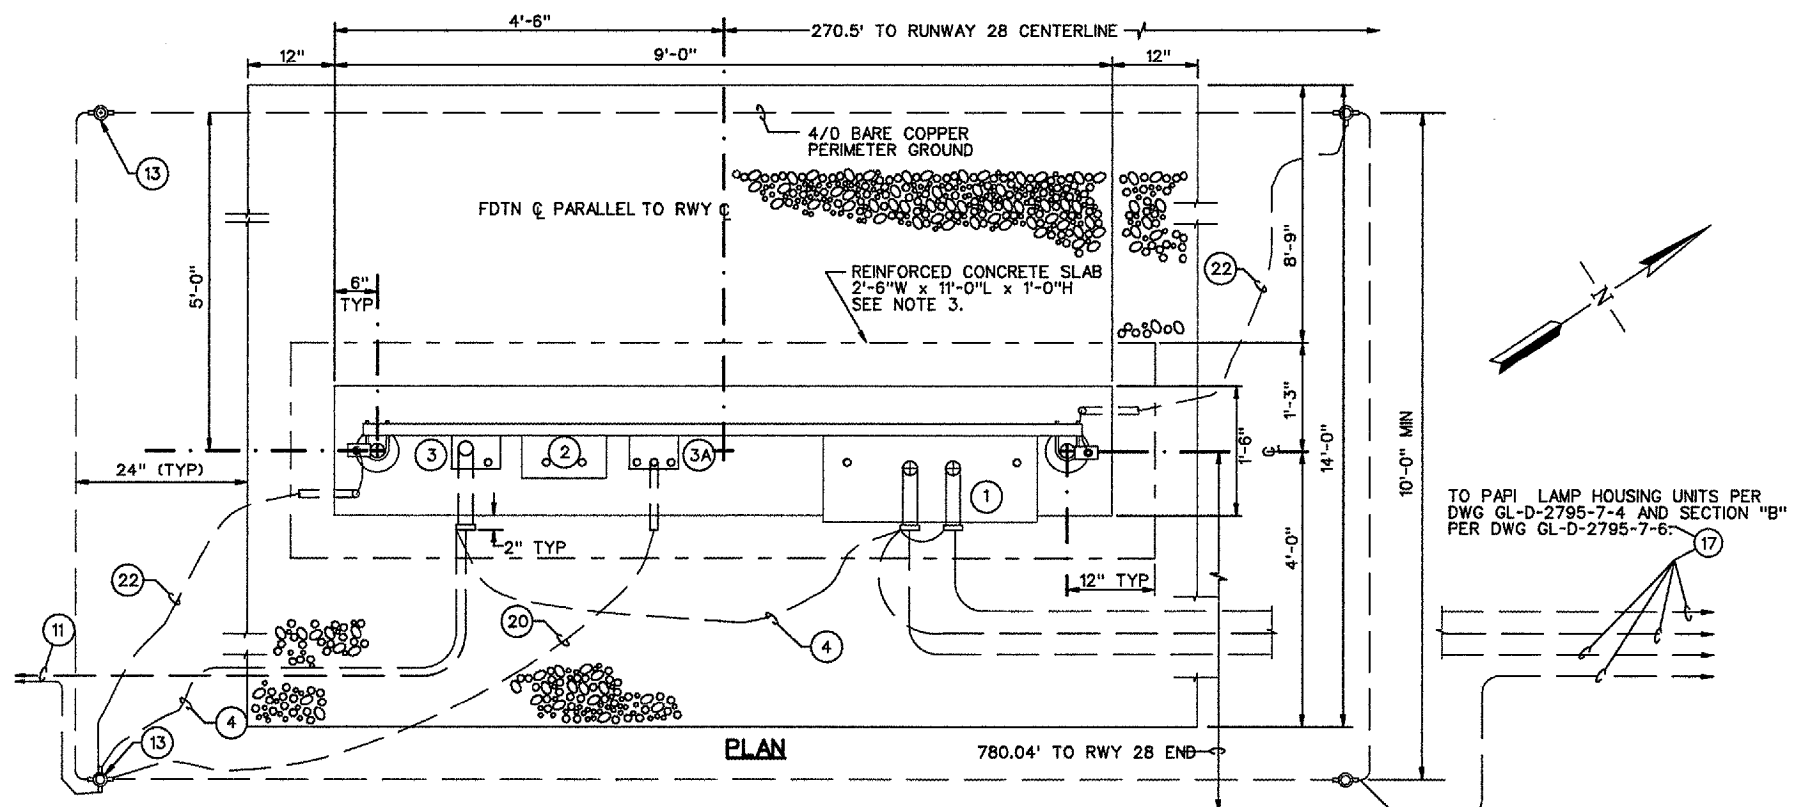 4'-6"
270.5' TO RUNWAY 28 CENTERLINE
12"
9'-0"
12"
4/0 BARE COPPER
PERIMETER GROUND
13
FDTN ℄ PARALLEL TO RWY ℄
5'-0"
8'-9"
22
6"
TYP
REINFORCED CONCRETE SLAB
2'-6"W x 11'-0"L x 1'-0"H
SEE NOTE 3.
N
1'-3"
14'-0"
10'-0" MIN
1'-6"
℄
3
2
3A
24" (TYP)
1
TO PAPI LAMP HOUSING UNITS PER
DWG GL-D-2795-7-4 AND SECTION "B"
PER DWG GL-D-2795-7-6.
17
2" TYP
4'-0"
12" TYP
22
20
11
4
4
13
PLAN
780.04' TO RWY 28 END